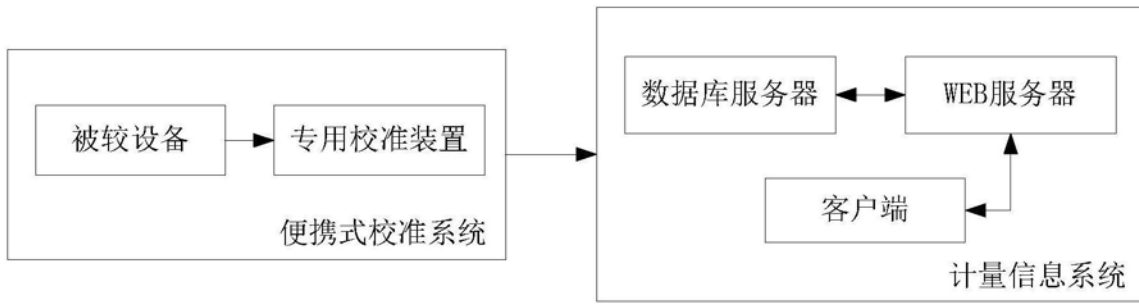 被较设备
专用校准装置
便携式校准系统
数据库服务器
WEB服务器
客户端
计量信息系统